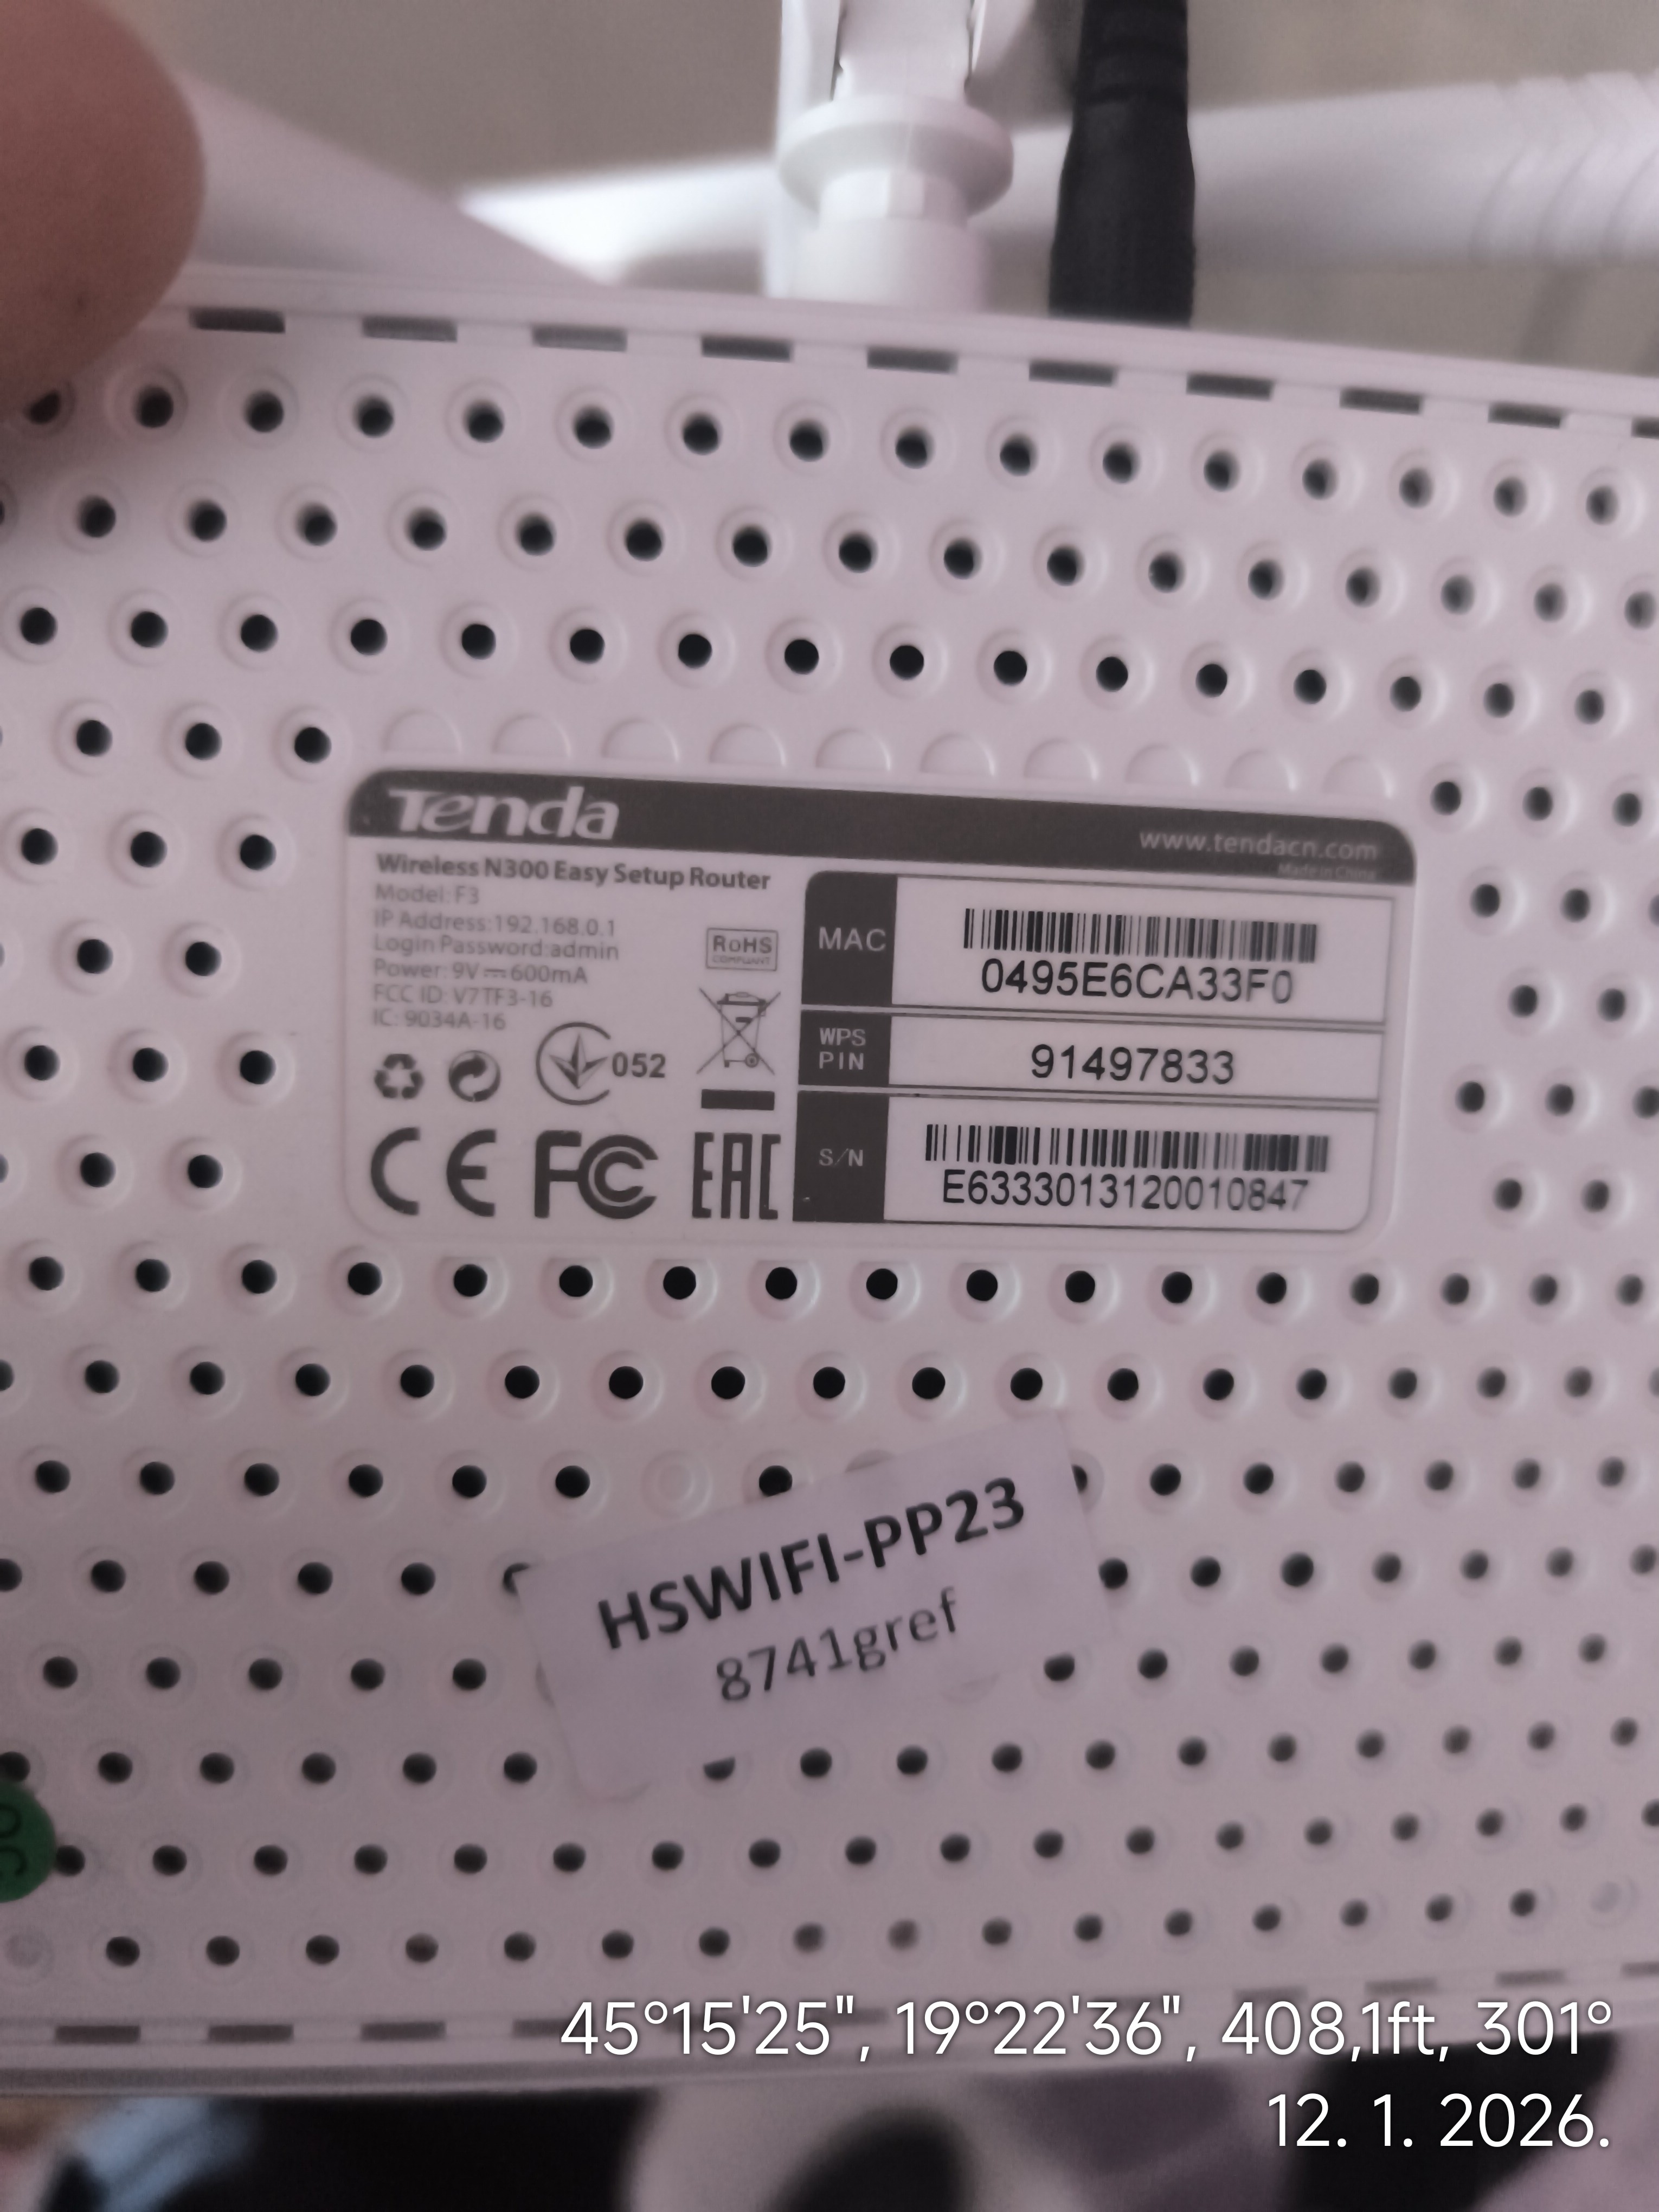 Tenda
www.tendacn.com
Made in China
Wireless N300 Easy Setup Router
Model: F3
IP Address:192.168.0.1
Login Password:admin
Power: 9V⎓600mA
FCC ID: V7TF3-16
IC: 9034A-16
RoHS
COMPLIANT
052
CE FC EAC
MAC
0495E6CA33F0
WPS
PIN
91497833
S/N
E6333013120010847
HSWIFI-PP23
8741gref
QC
45°15'25", 19°22'36", 408,1ft, 301°
12. 1. 2026.